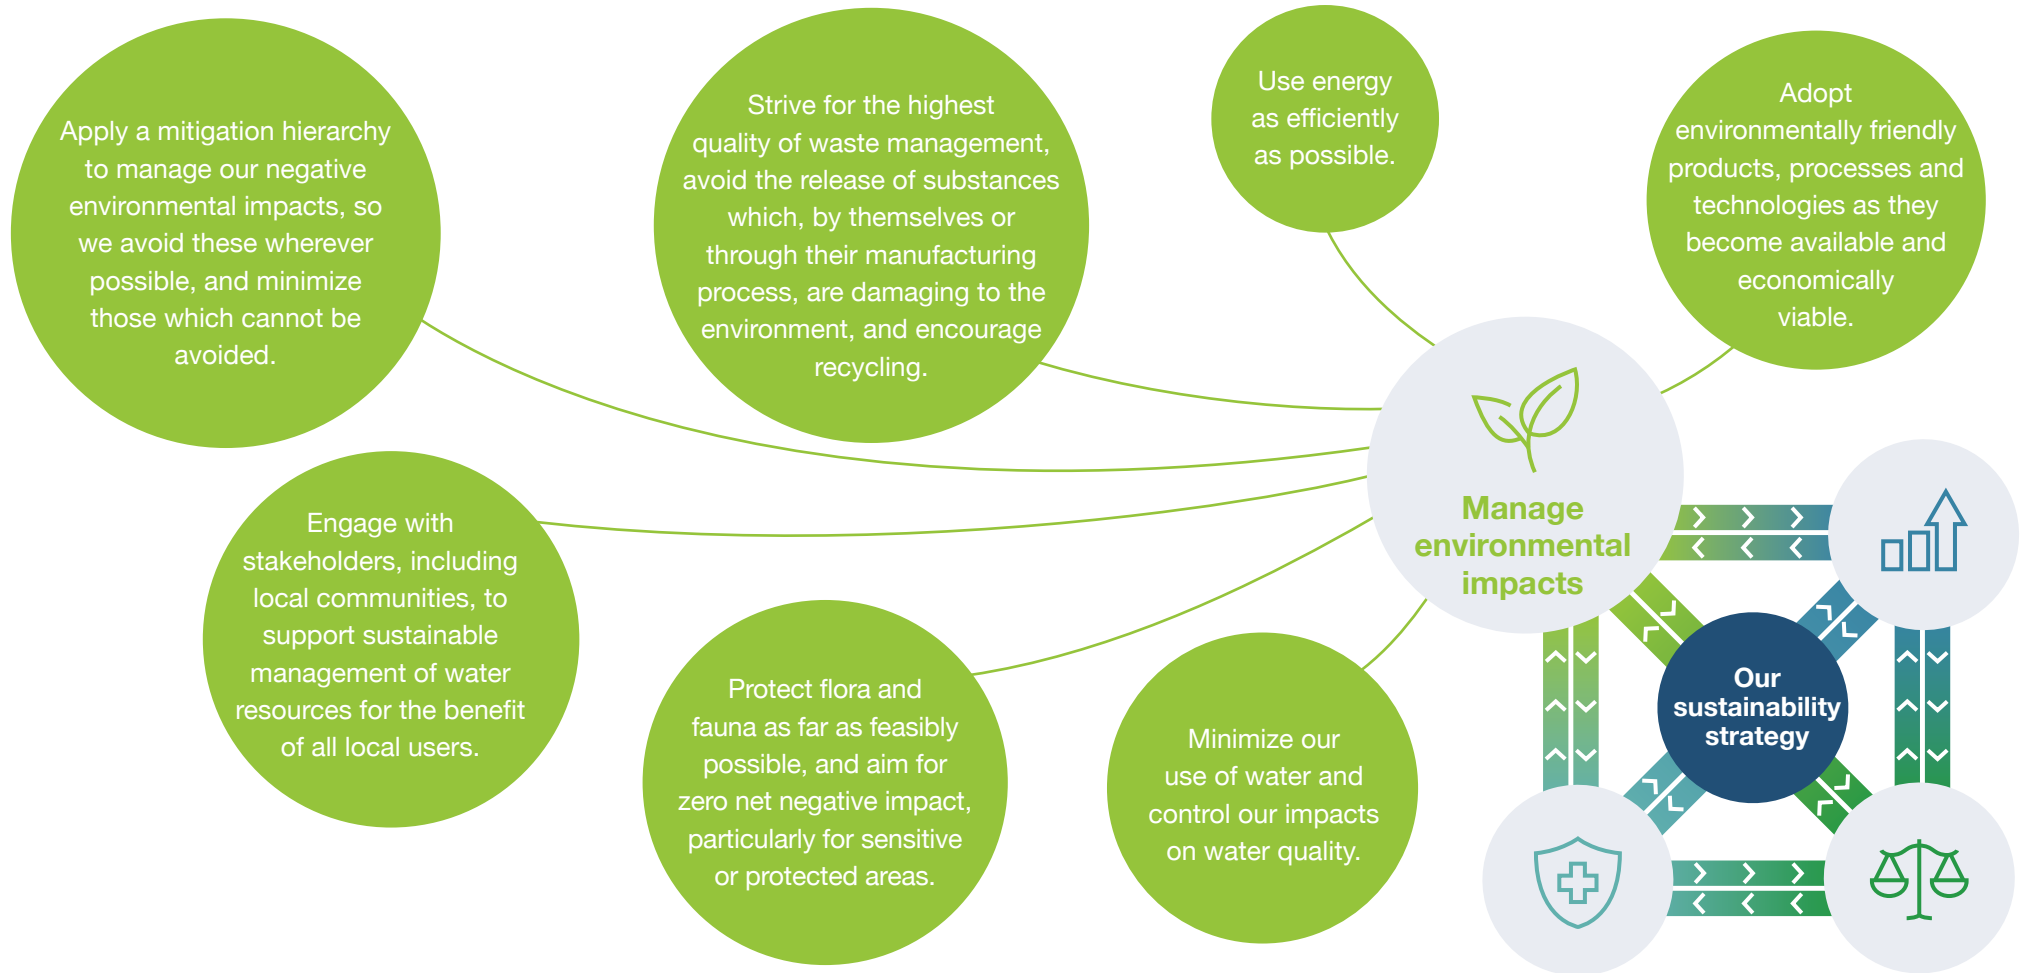 Apply a mitigation hierarchy
to manage our negative
environmental impacts, so
we avoid these wherever
possible, and minimize
those which cannot be
avoided.
Strive for the highest
quality of waste management,
avoid the release of substances
which, by themselves or
through their manufacturing
process, are damaging to the
environment, and encourage
recycling.
Use energy
as efficiently
as possible.
Adopt
environmentally friendly
products, processes and
technologies as they
become available and
economically
viable.
Engage with
stakeholders, including
local communities, to
support sustainable
management of water
resources for the benefit
of all local users.
Protect flora and
fauna as far as feasibly
possible, and aim for
zero net negative impact,
particularly for sensitive
or protected areas.
Minimize our
use of water and
control our impacts
on water quality.
Manage
environmental
impacts
Our
sustainability
strategy